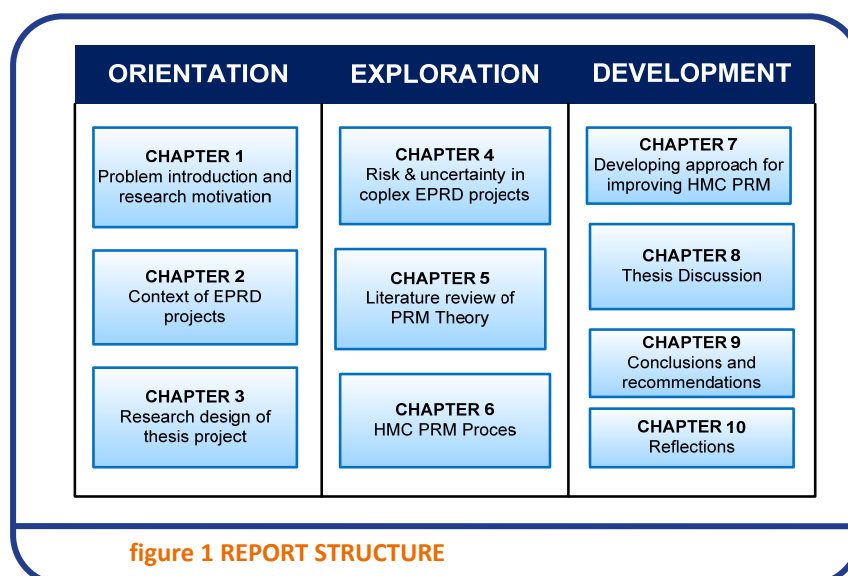 ORIENTATION
CHAPTER 1
Problem introduction and
research motivation
CHAPTER 2
Context of EPRD
projects
CHAPTER 3
Research design of
thesis project
EXPLORATION
CHAPTER 4
Risk & uncertainty in
coplex EPRD projects
CHAPTER 5
Literature review of
PRM Theory
CHAPTER 6
HMC PRM Proces
DEVELOPMENT
CHAPTER 7
Developing approach for
improving HMC PRM
CHAPTER 8
Thesis Discussion
CHAPTER 9
Conclusions and
recommendations
CHAPTER 10
Reflections
figure 1 REPORT STRUCTURE